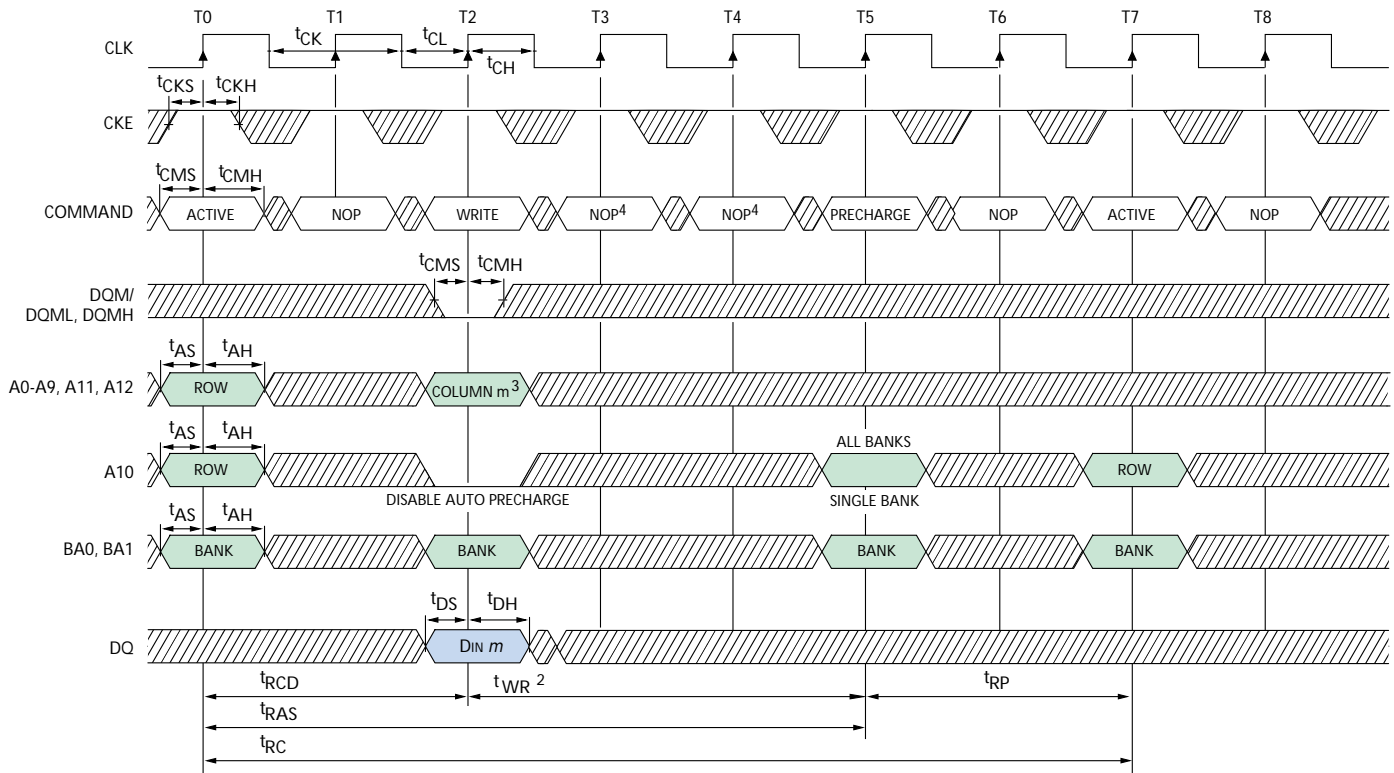 T0 T1 T2 T3 T4 T5 T6 T7 T8
CLK tCK tCL tCH
tCKS tCKH
CKE
tCMS tCMH
COMMAND ACTIVE NOP WRITE NOP4 NOP4 PRECHARGE NOP ACTIVE NOP
tCMS tCMH
DQM/
DQML, DQMH
tAS tAH
A0-A9, A11, A12 ROW COLUMN m3
tAS tAH ALL BANKS
A10 ROW ROW
DISABLE AUTO PRECHARGE SINGLE BANK
tAS tAH
BA0, BA1 BANK BANK BANK BANK
tDS tDH
DQ DIN m
tRCD tWR 2 tRP
tRAS
tRC